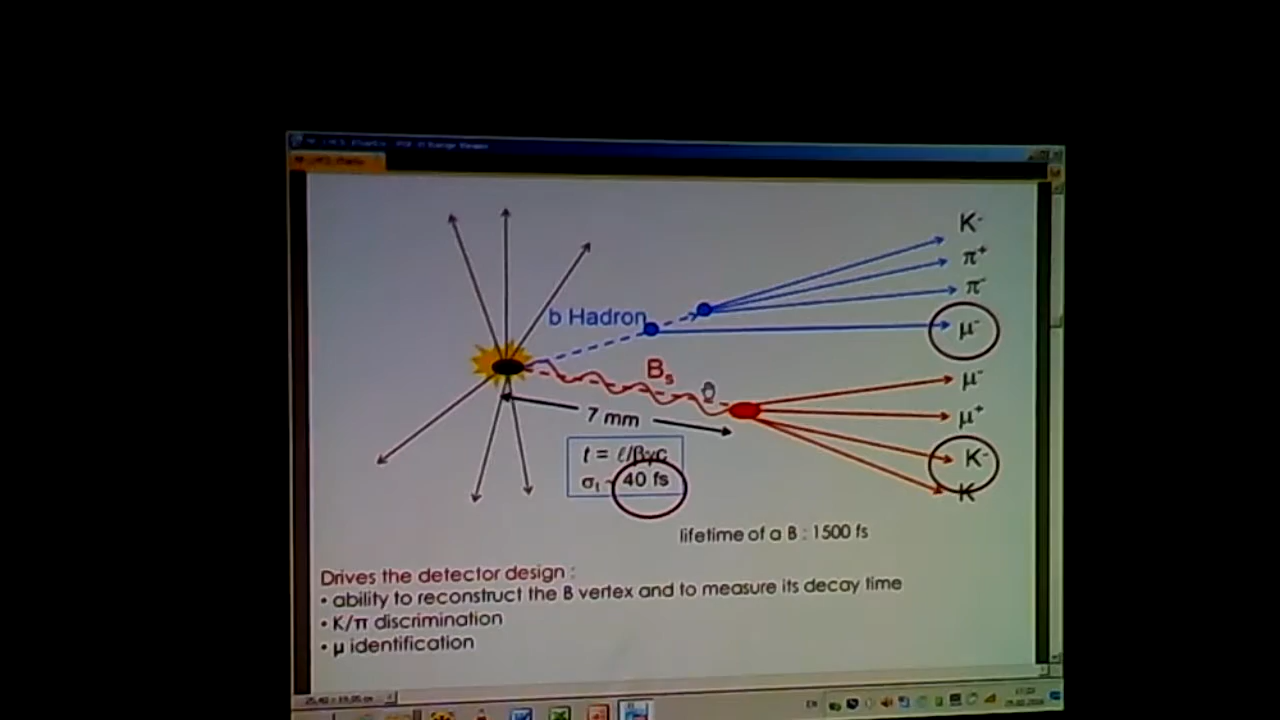 K-
π+
π-
b Hadron
μ-
Bs
μ-
7 mm
μ+
t = ℓ/βγc
K-
σt ~ 40 fs
K
lifetime of a B : 1500 fs
Drives the detector design :
• ability to reconstruct the B vertex and to measure its decay time
• K/π discrimination
• μ identification
EN